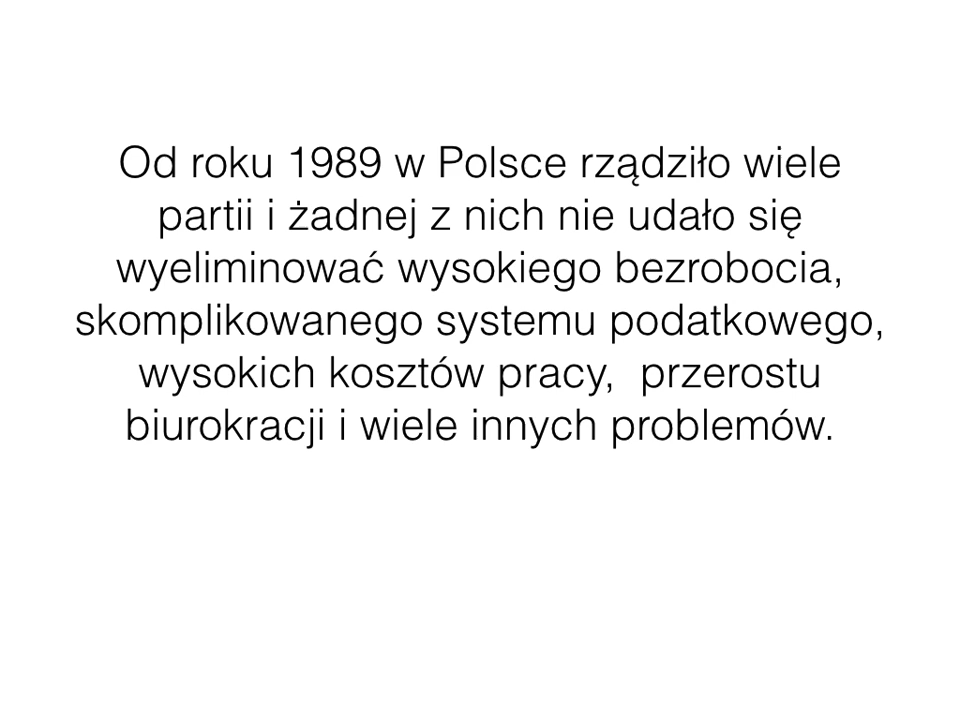 Od roku 1989 w Polsce rządziło wiele
partii i żadnej z nich nie udało się
wyeliminować wysokiego bezrobocia,
skomplikowanego systemu podatkowego,
wysokich kosztów pracy,  przerostu
biurokracji i wiele innych problemów.